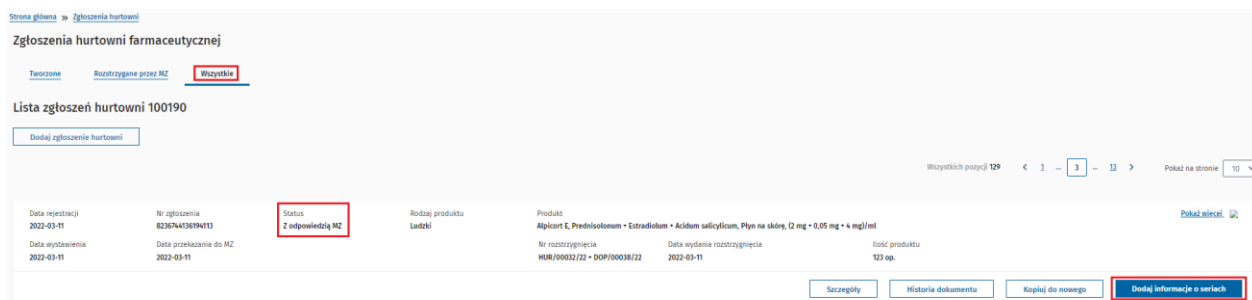 Strona główna >> Zgłoszenia hurtowni
Zgłoszenia hurtowni farmaceutycznej
Tworzone Rozstrzygane przez MZ Wszystkie
Lista zgłoszeń hurtowni 100190
Dodaj zgłoszenie hurtowni
Wszystkich pozycji 129 < 1 ... 3 ... 13 > Pokaż na stronie 10
Data rejestracji Nr zgłoszenia Status Rodzaj produktu Produkt Pokaż więcej
2022-03-11 8236744136194113 Z odpowiedzią MZ Ludzki Alpicort E, Prednisolonum + Estradiolum + Acidum salicylicum, Płyn na skórę, (2 mg + 0,05 mg + 4 mg)/ml
Data wystawienia Data przekazania do MZ Nr rozstrzygnięcia Data wydania rozstrzygnięcia Ilość produktu
2022-03-11 2022-03-11 HUR/00032/22 + DOP/00038/22 2022-03-11 123 op.
Szczegóły Historia dokumentu Kopiuj do nowego Dodaj informacje o seriach